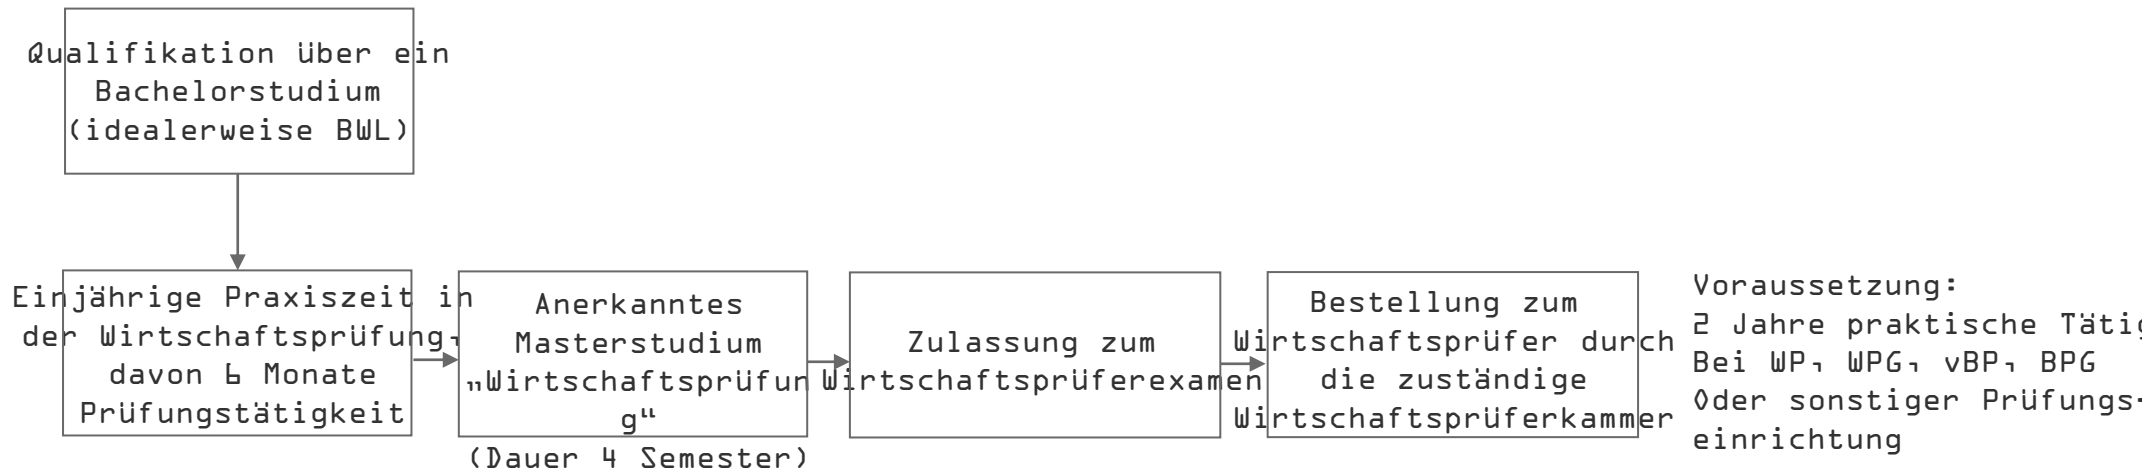 Qualifikation über ein
Bachelorstudium
(idealerweise BWL)
Einjährige Praxiszeit in
der Wirtschaftsprüfung,
davon 6 Monate
Prüfungstätigkeit
Anerkanntes
Masterstudium
„Wirtschaftsprüfun
g“
(Dauer 4 Semester)
Zulassung zum
Wirtschaftsprüferexamen
Bestellung zum
Wirtschaftsprüfer durch
die zuständige
Wirtschaftsprüferkammer
Voraussetzung:
2 Jahre praktische
Bei WP, WPG, vBP, BPG
Oder sonstiger Prüfungs-
einrichtung